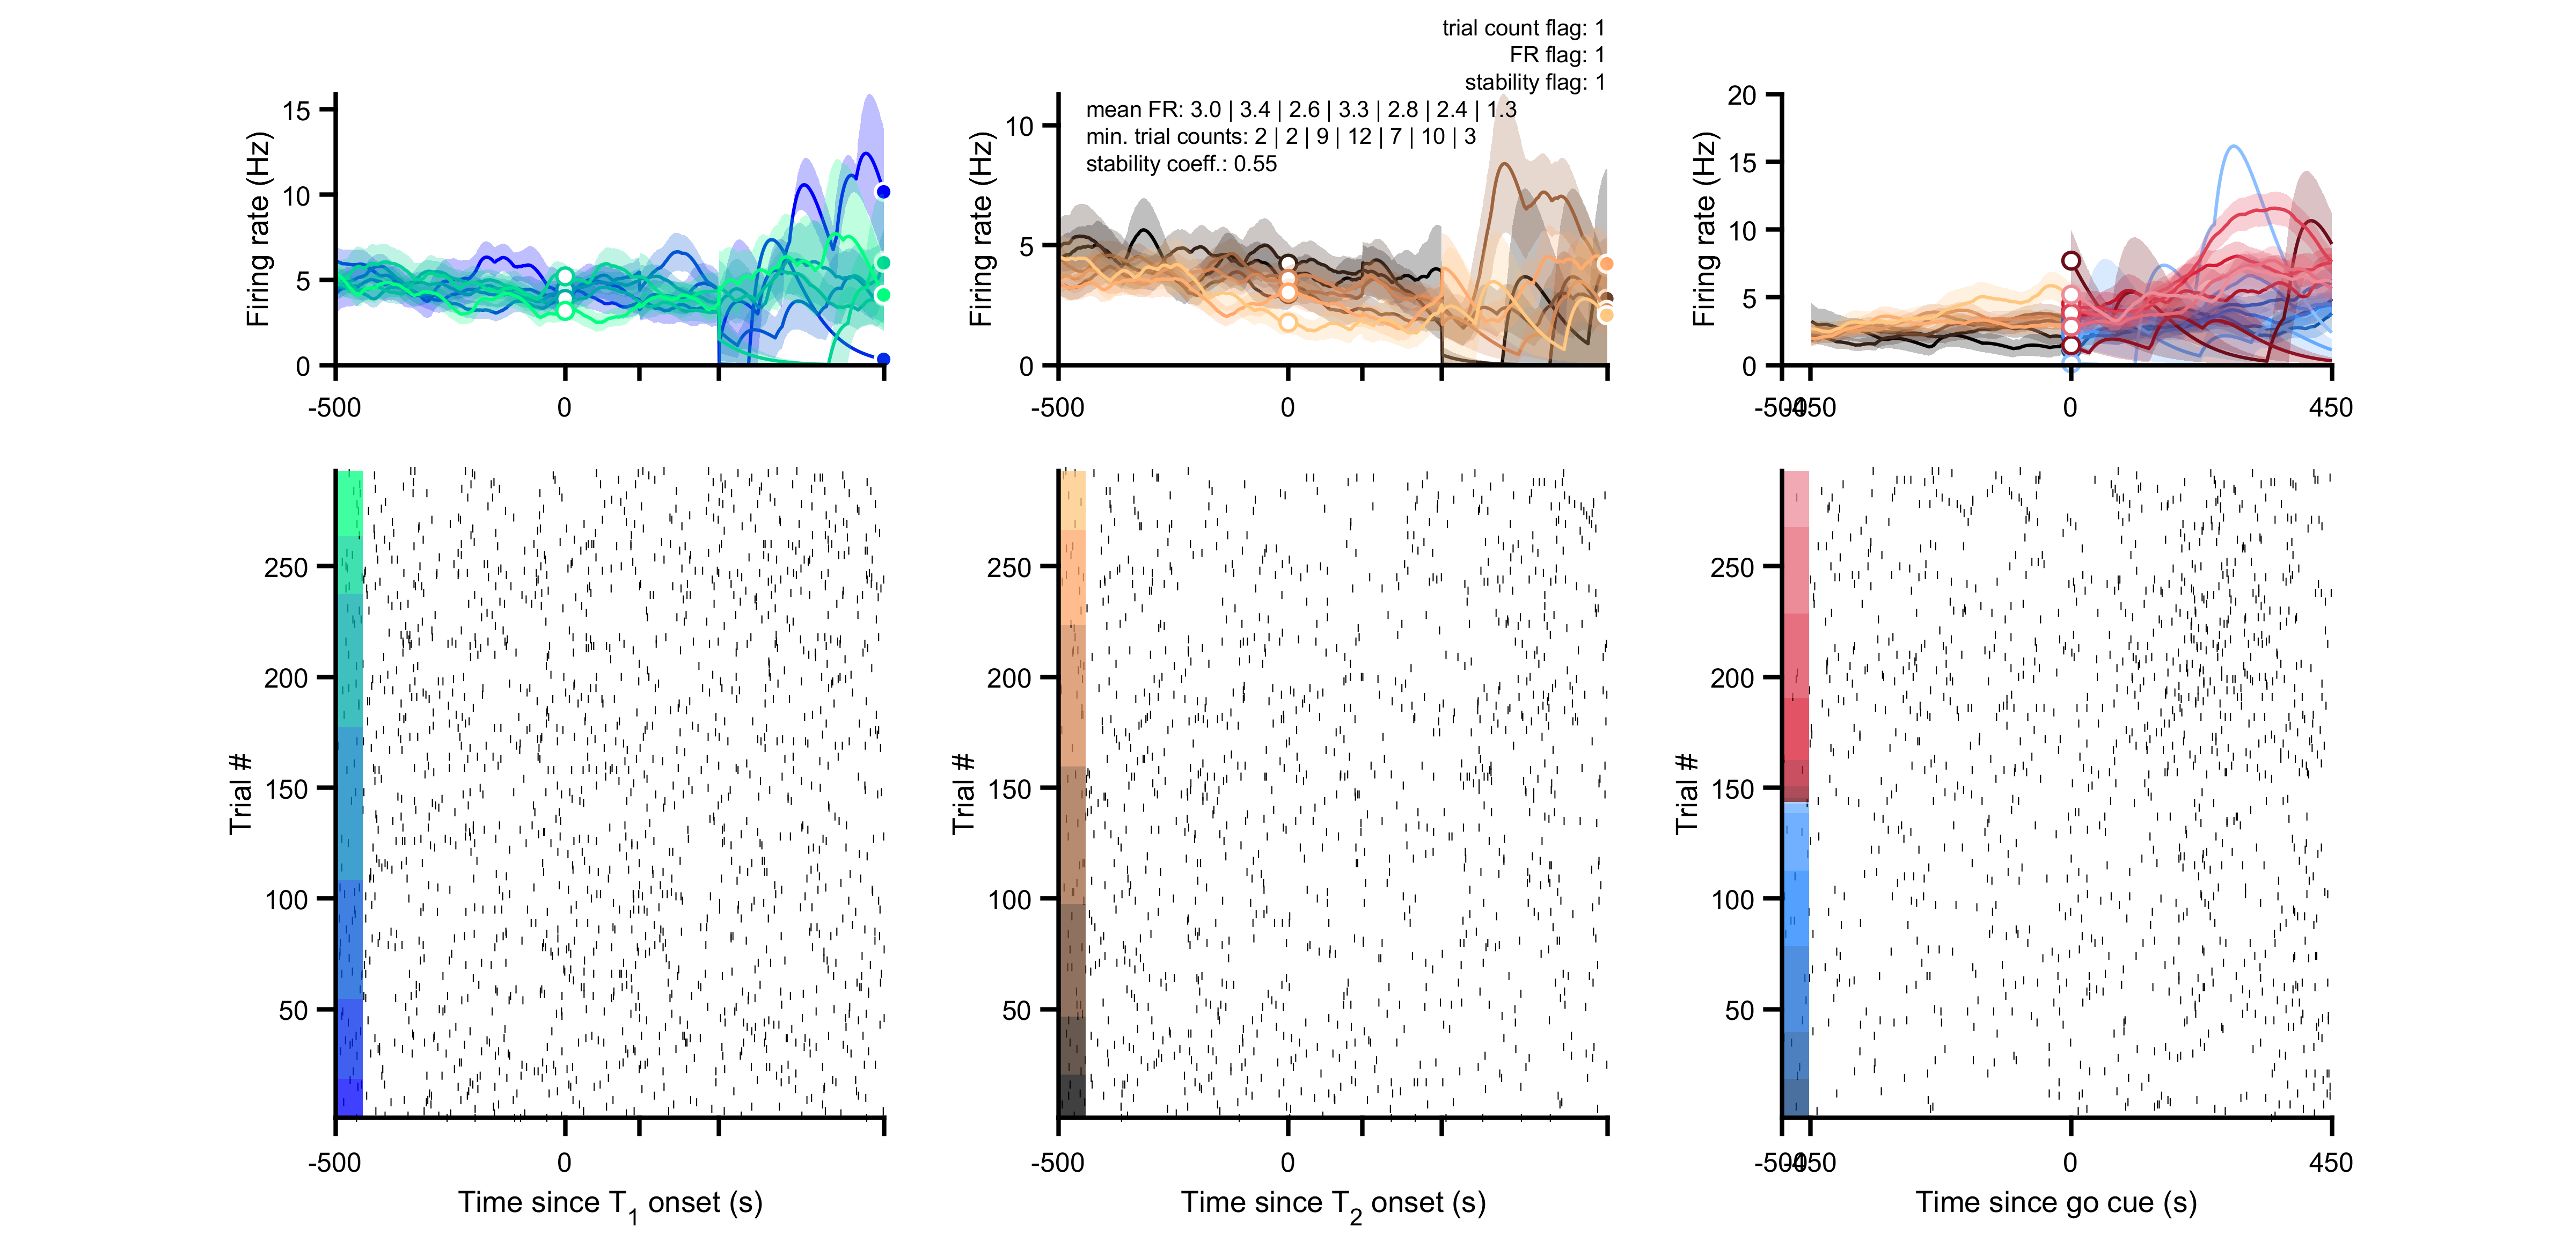 trial count flag: 1
FR flag: 1
stability flag: 1
mean FR: 3.0 | 3.4 | 2.6 | 3.3 | 2.8 | 2.4 | 1.3
min. trial counts: 2 | 2 | 9 | 12 | 7 | 10 | 3
stability coeff.: 0.55
Firing rate (Hz)
15
10
5
0
-500
0
Firing rate (Hz)
10
5
0
-500
0
Firing rate (Hz)
20
15
10
5
0
-500
-450
0
450
Trial #
250
200
150
100
50
-500
0
Time since T1 onset (s)
Trial #
250
200
150
100
50
-500
0
Time since T2 onset (s)
Trial #
250
200
150
100
50
-500
-450
0
450
Time since go cue (s)